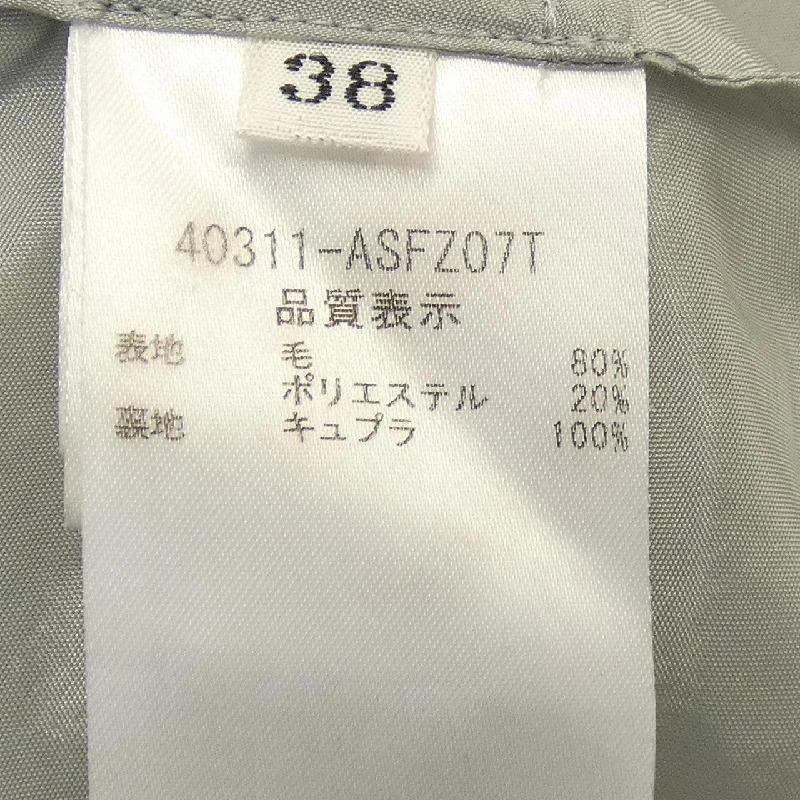 38
40311-ASFZ07T
品質表示
表地 毛 80%
ポリエステル 20%
裏地 キュプラ 100%